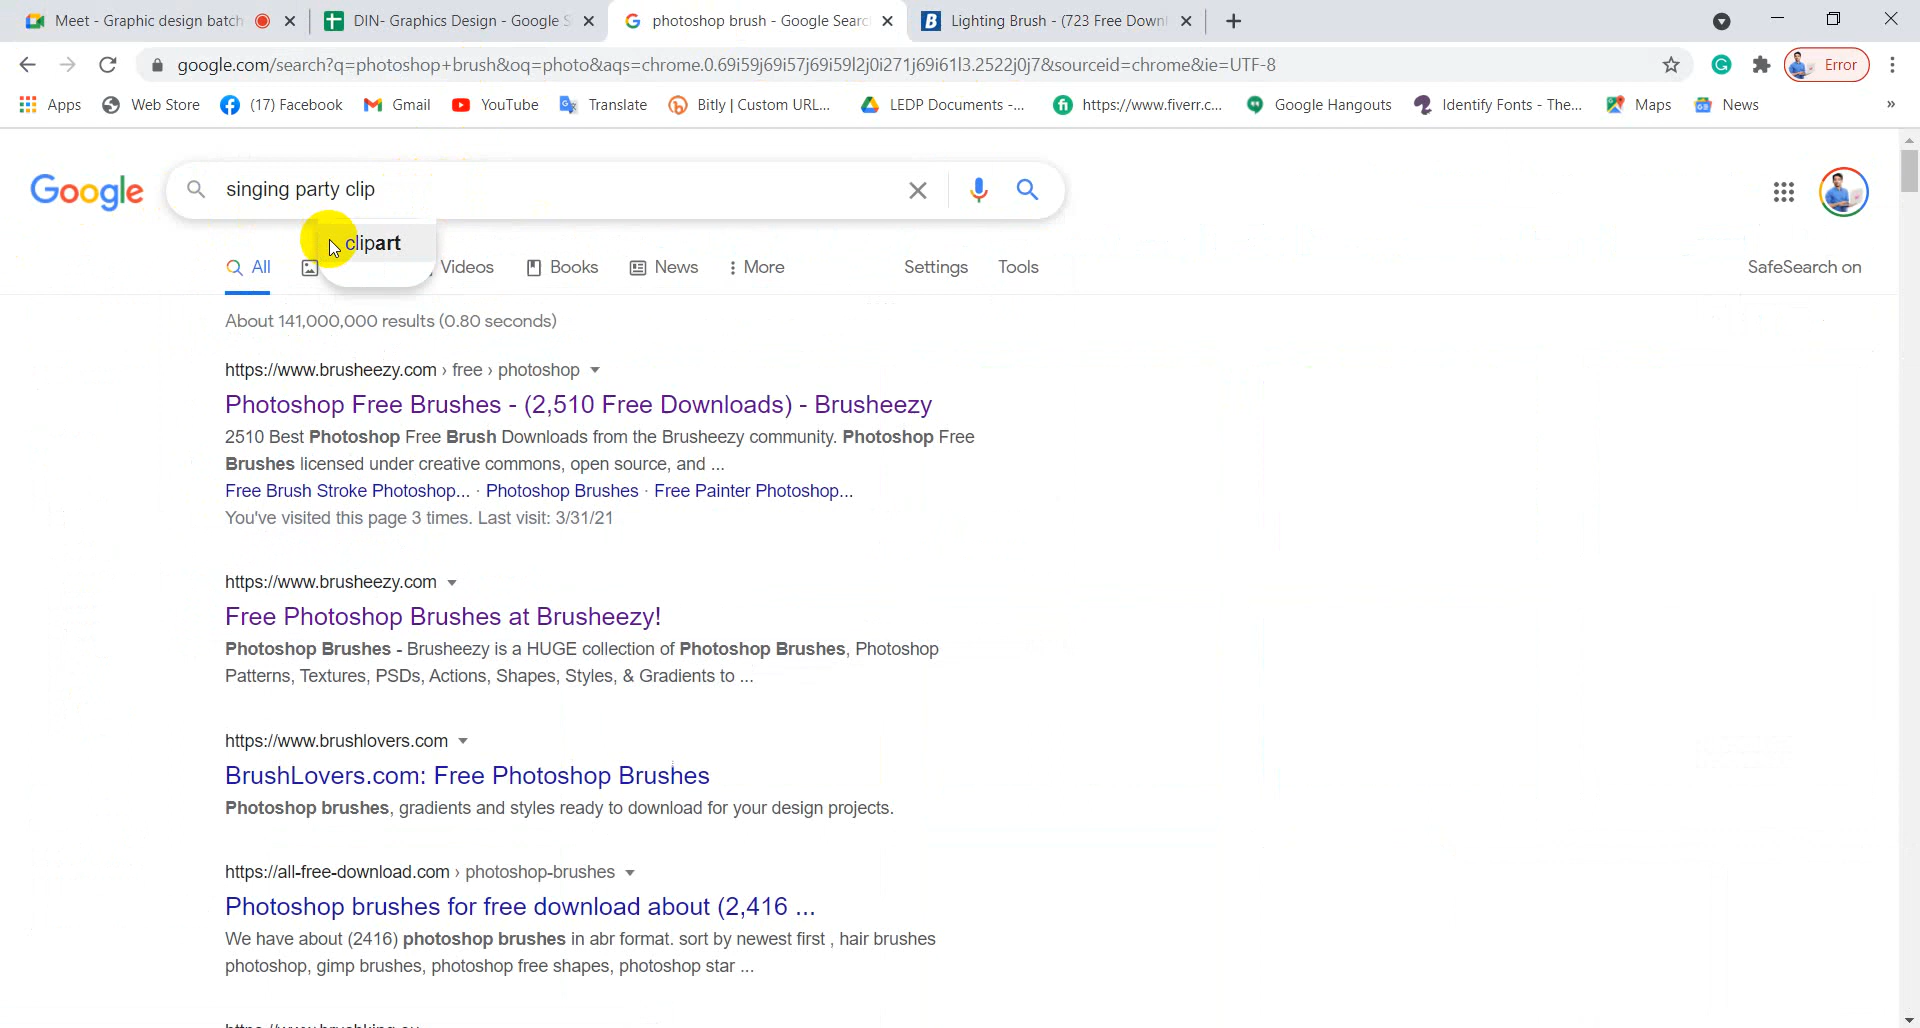 Meet - Graphic design batch
DIN- Graphics Design - Google S
photoshop brush - Google Searc
Lighting Brush - (723 Free Downl
google.com/search?q=photoshop+brush&oq=photo&aqs=chrome.0.69i59j69i57j69i59l2j0i271j69i61l3.2522j0j7&sourceid=chrome&ie=UTF-8
Error
Apps
Web Store
(17) Facebook
Gmail
YouTube
Translate
Bitly | Custom URL...
LEDP Documents -...
https://www.fiverr.c...
Google Hangouts
Identify Fonts - The...
Maps
News
»
Google
singing party clip
clipart
All
Videos
Books
News
More
Settings
Tools
SafeSearch on
About 141,000,000 results (0.80 seconds)
https://www.brusheezy.com › free › photoshop
Photoshop Free Brushes - (2,510 Free Downloads) - Brusheezy
2510 Best Photoshop Free Brush Downloads from the Brusheezy community. Photoshop Free
Brushes licensed under creative commons, open source, and ...
Free Brush Stroke Photoshop... · Photoshop Brushes · Free Painter Photoshop...
You've visited this page 3 times. Last visit: 3/31/21
https://www.brusheezy.com
Free Photoshop Brushes at Brusheezy!
Photoshop Brushes - Brusheezy is a HUGE collection of Photoshop Brushes, Photoshop
Patterns, Textures, PSDs, Actions, Shapes, Styles, & Gradients to ...
https://www.brushlovers.com
BrushLovers.com: Free Photoshop Brushes
Photoshop brushes, gradients and styles ready to download for your design projects.
https://all-free-download.com › photoshop-brushes
Photoshop brushes for free download about (2,416 ...
We have about (2416) photoshop brushes in abr format. sort by newest first , hair brushes
photoshop, gimp brushes, photoshop free shapes, photoshop star ...